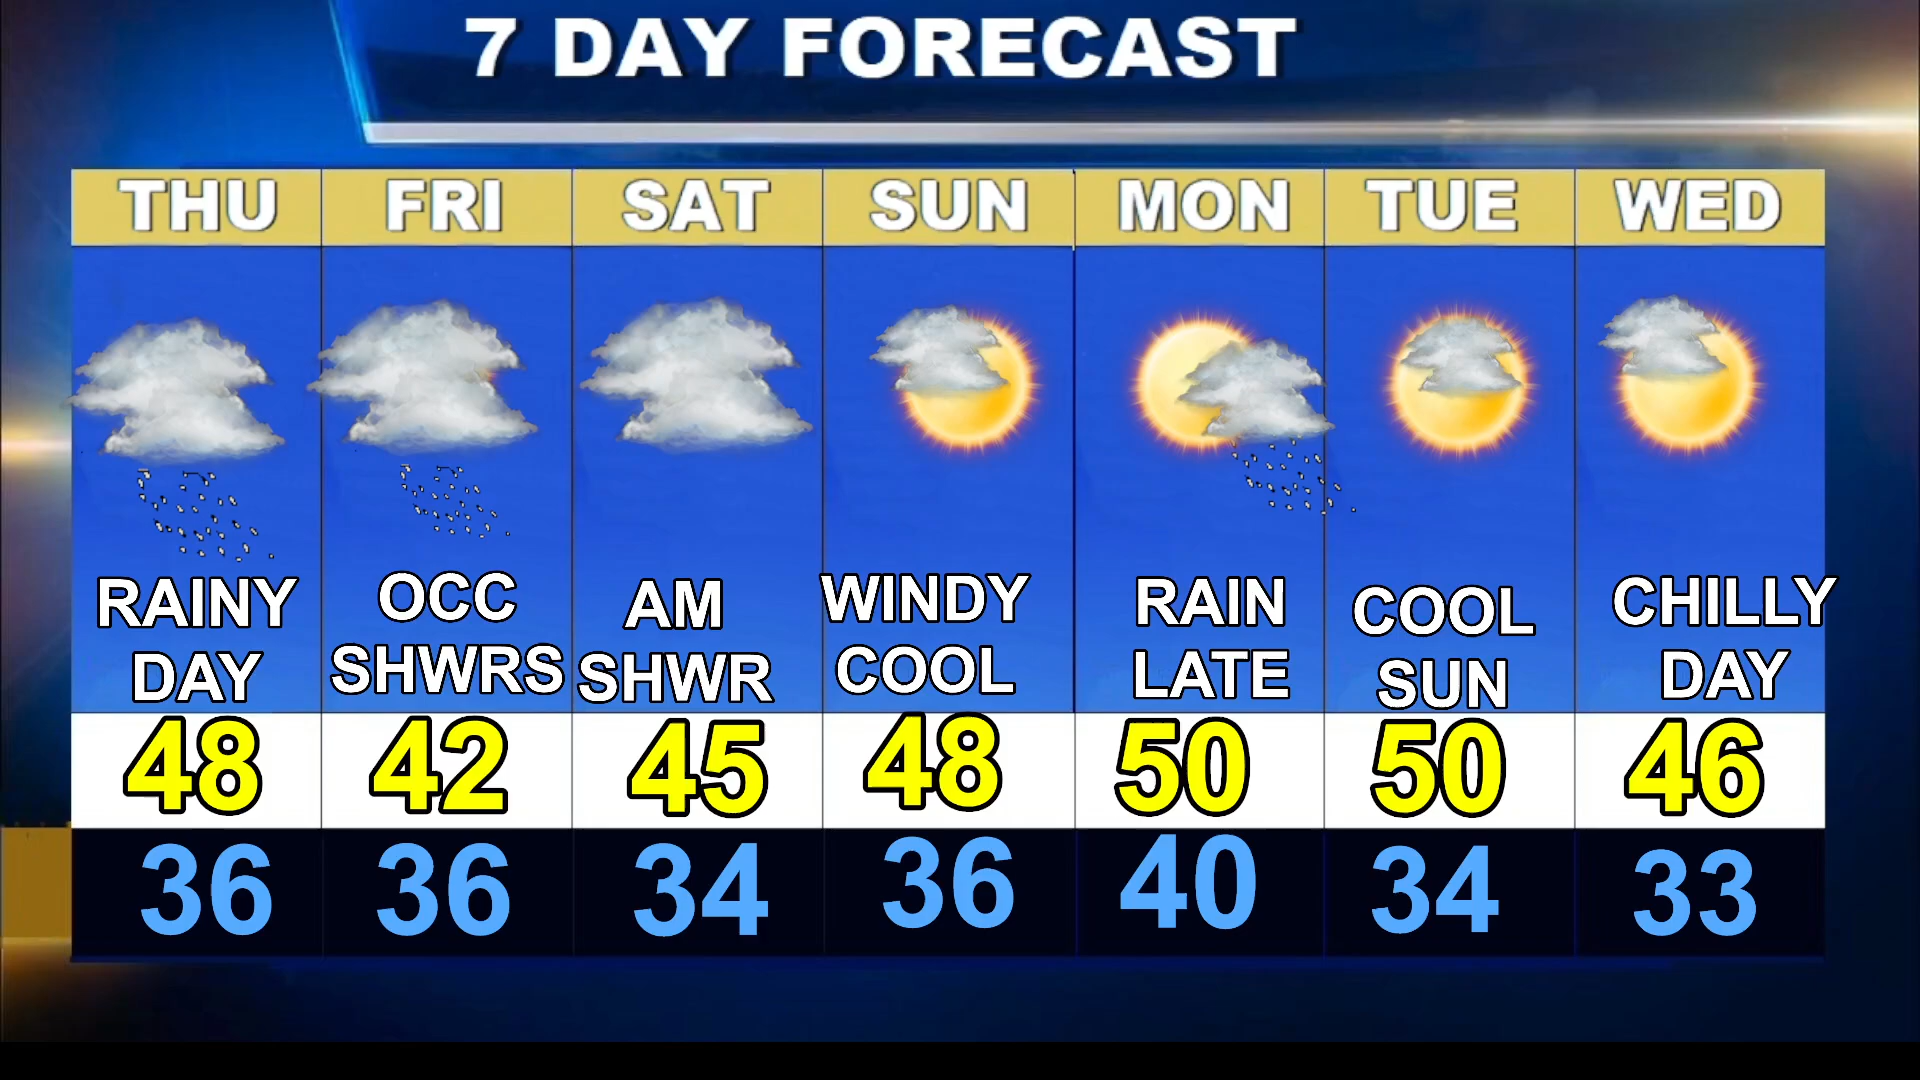 7 DAY FORECAST
THU FRI SAT SUN MON TUE WED
RAINY DAY
OCC SHWRS
AM SHWR
WINDY COOL
RAIN LATE
COOL SUN
CHILLY DAY
48 42 45 48 50 50 46
36 36 34 36 40 34 33